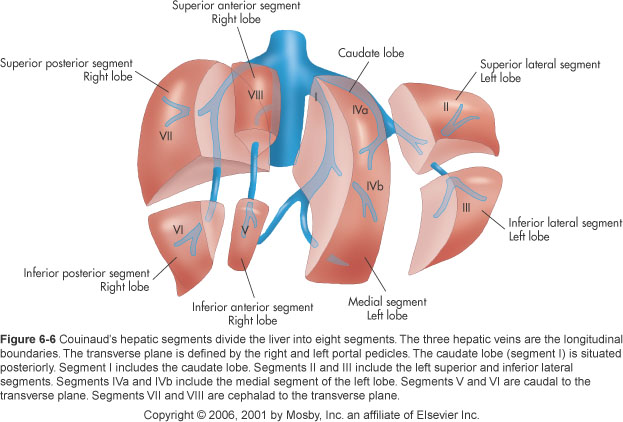 Superior anterior segment
Right lobe
Caudate lobe
Superior posterior segment
Right lobe
Superior lateral segment
Left lobe
VIII
I
IVa
II
VII
IVb
III
VI
V
Inferior lateral segment
Left lobe
Inferior posterior segment
Right lobe
Medial segment
Left lobe
Inferior anterior segment
Right lobe
Figure 6-6 Couinaud's hepatic segments divide the liver into eight segments. The three hepatic veins are the longitudinal
boundaries. The transverse plane is defined by the right and left portal pedicles. The caudate lobe (segment I) is situated
posteriorly. Segment I includes the caudate lobe. Segments II and III include the left superior and inferior lateral
segments. Segments IVa and IVb include the medial segment of the left lobe. Segments V and VI are caudal to the
transverse plane. Segments VII and VIII are cephalad to the transverse plane.
Copyright © 2006, 2001 by Mosby, Inc. an affiliate of Elsevier Inc.